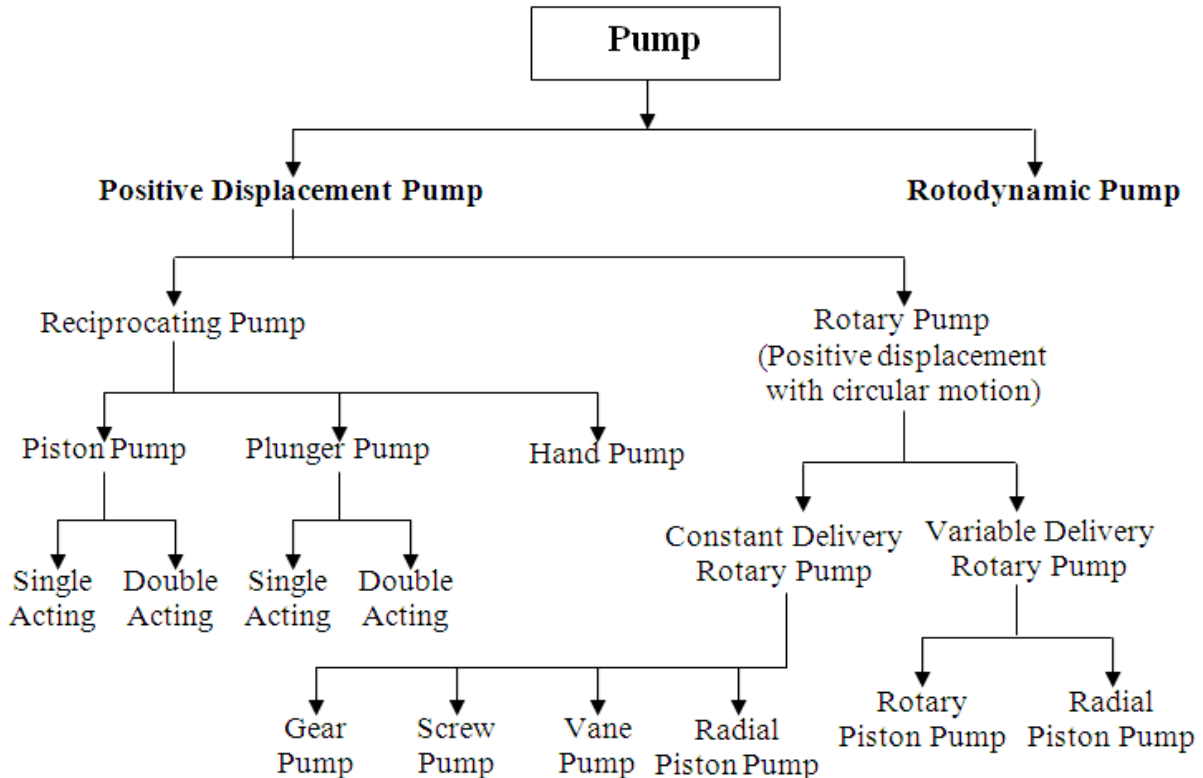 Pump
Positive Displacement Pump
Rotodynamic Pump
Reciprocating Pump
Rotary Pump
(Positive displacement
with circular motion)
Piston Pump
Plunger Pump
Hand Pump
Constant Delivery
Rotary Pump
Variable Delivery
Rotary Pump
Single
Acting
Double
Acting
Single
Acting
Double
Acting
Gear
Pump
Screw
Pump
Vane
Pump
Radial
Piston Pump
Rotary
Piston Pump
Radial
Piston Pump